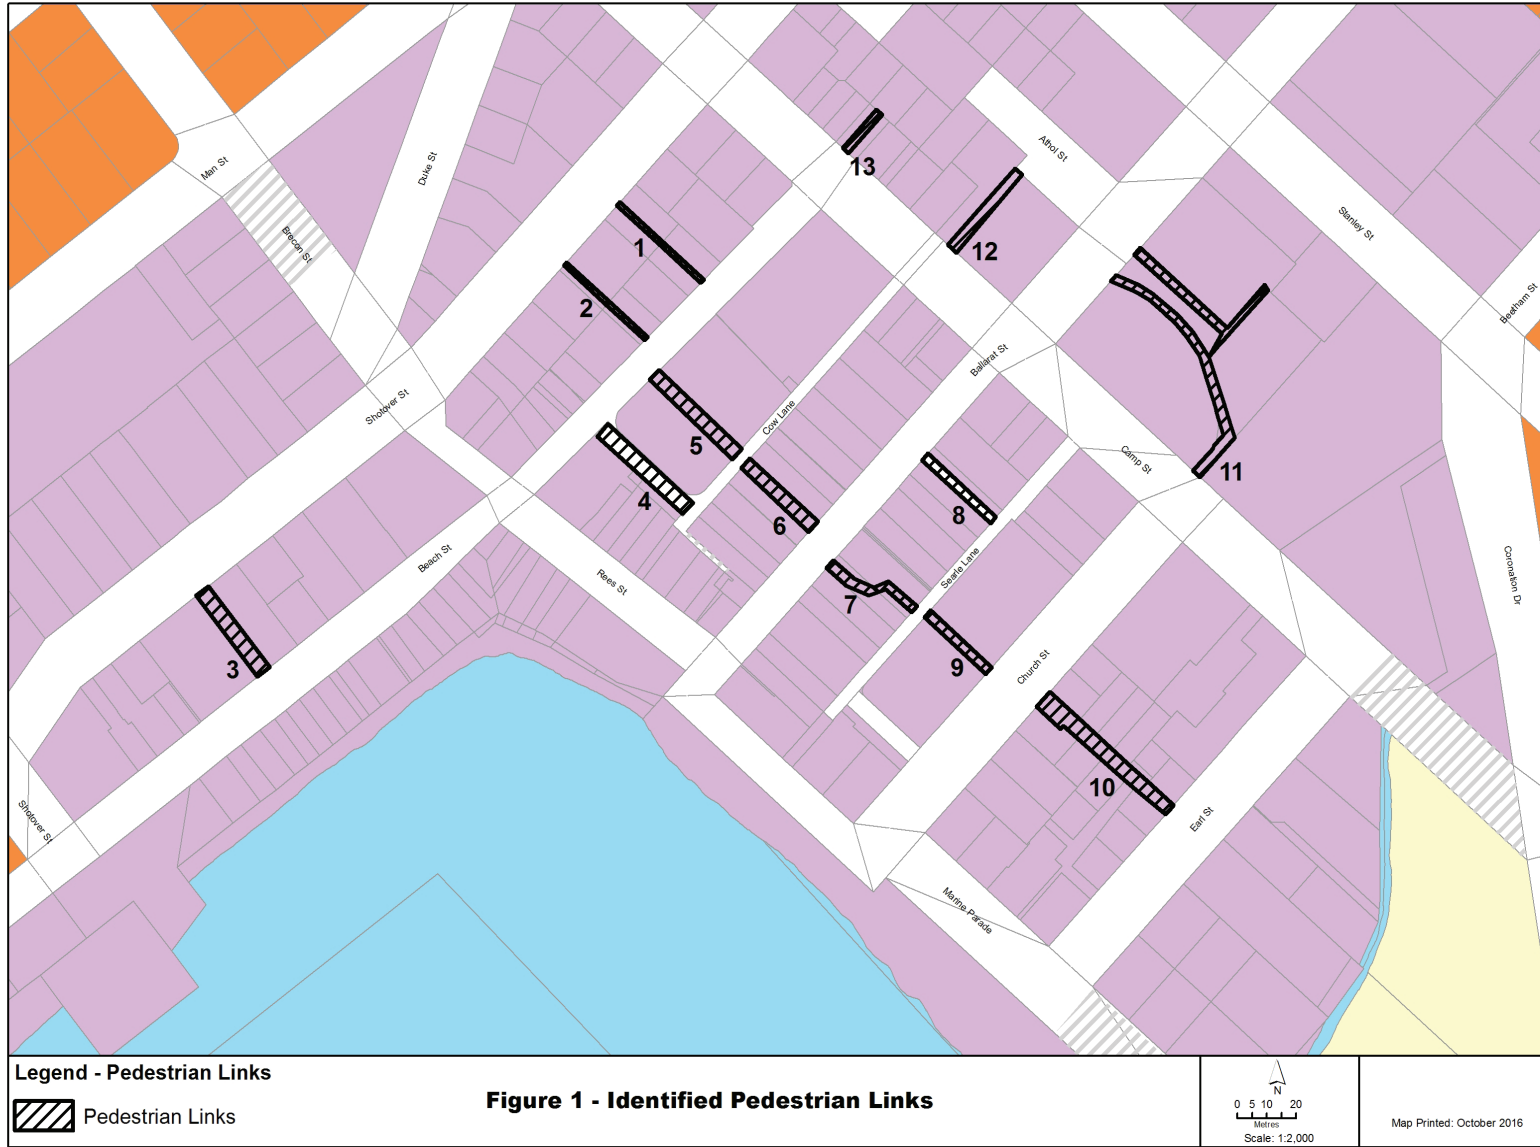 13
Athol St
Man St
Duke St
Stanley St
Brecon St
1
12
2
Beetham St
Ballarat St
Shotover St
Cow Lane
5
Camp St
11
4
6
8
Beach St
Rees St
Searle Lane
Coronation Dr
7
3
9
Church St
10
Shotover St
Earl St
Marine Parade
Legend - Pedestrian Links
Pedestrian Links
Figure 1 - Identified Pedestrian Links
N
0 5 10 20
Metres
Scale: 1:2,000
Map Printed: October 2016